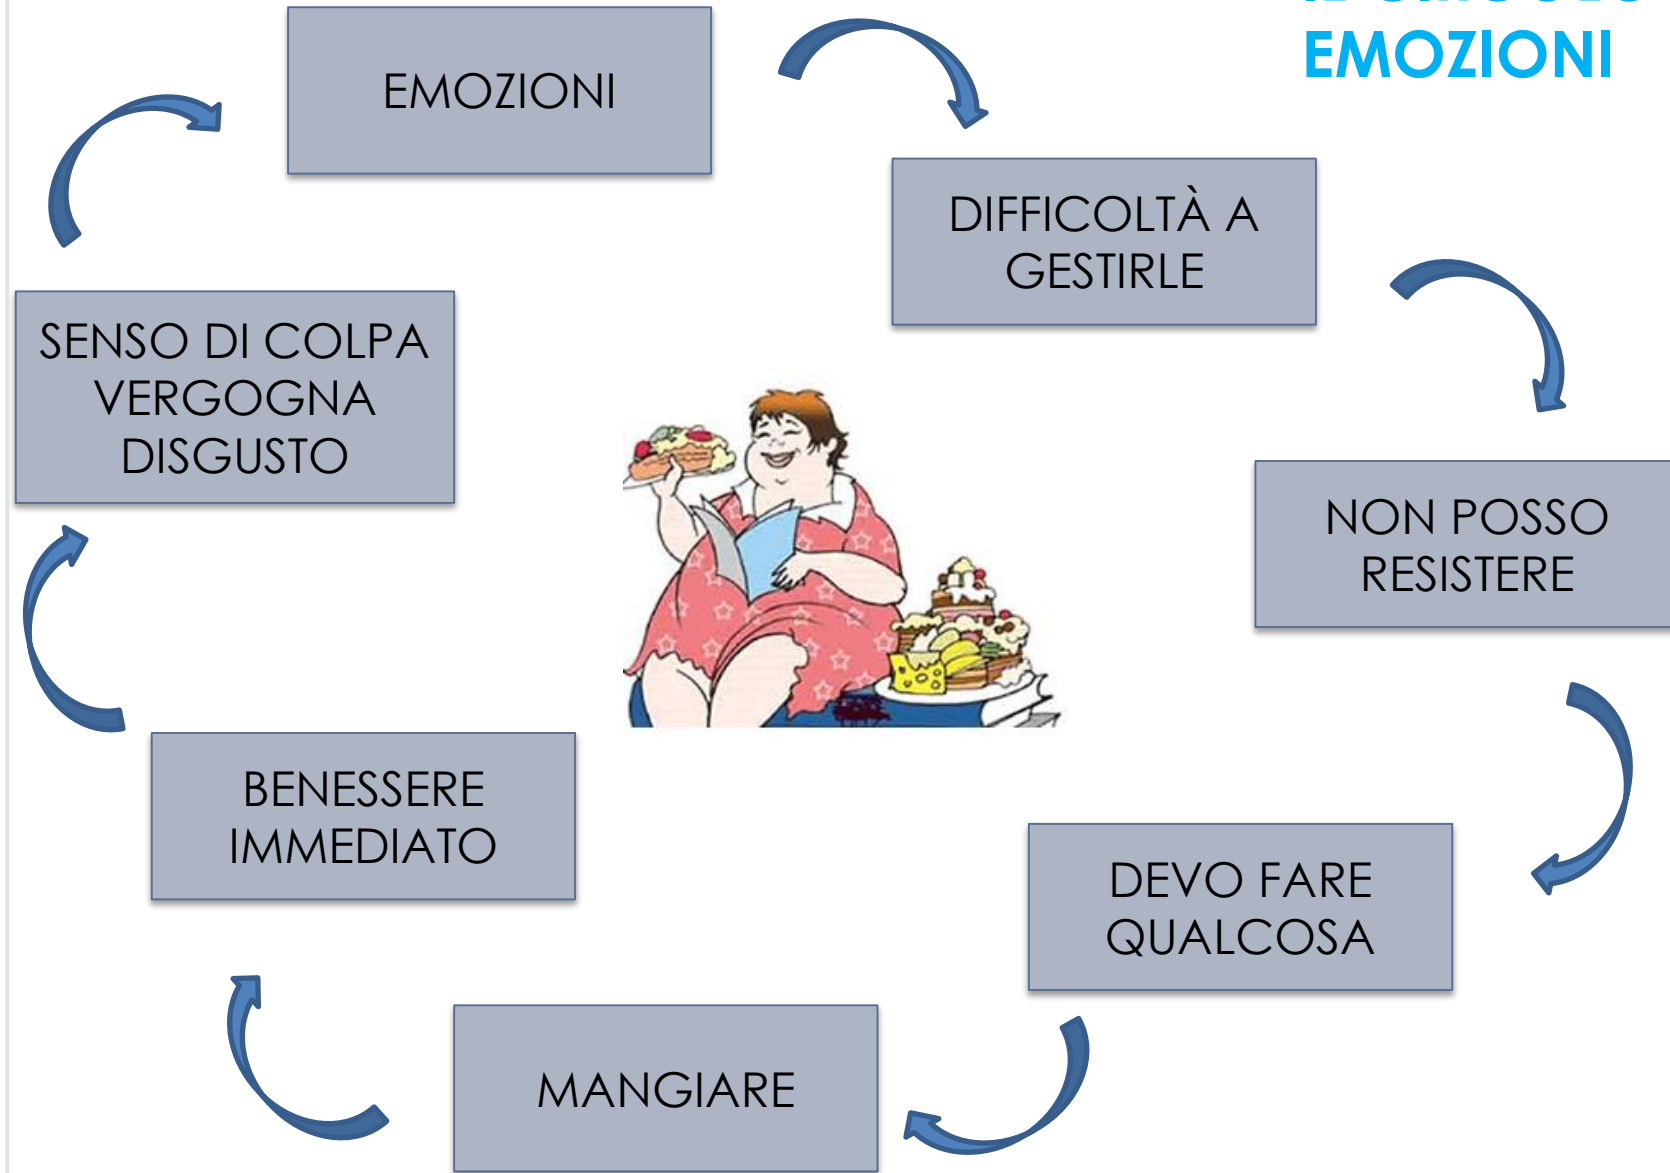 EMOZIONI
EMOZIONI
DIFFICOLTÀ A
GESTIRLE
NON POSSO
RESISTERE
DEVO FARE
QUALCOSA
MANGIARE
BENESSERE
IMMEDIATO
SENSO DI COLPA
VERGOGNA
DISGUSTO